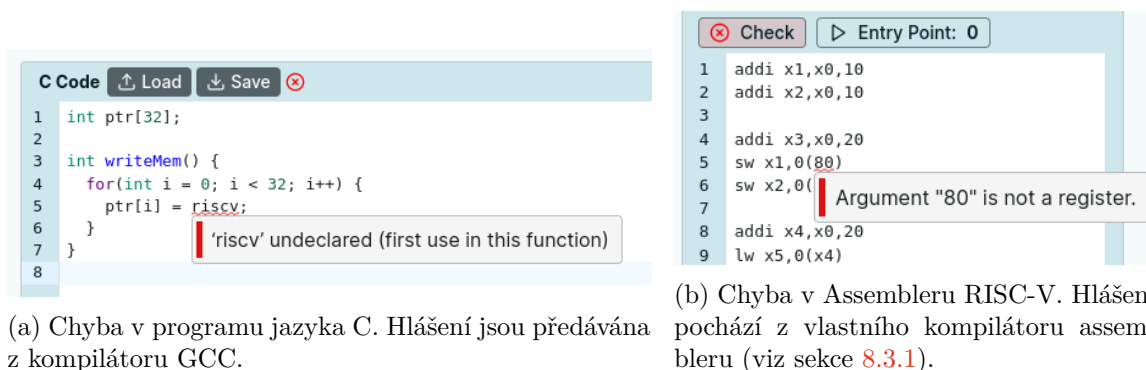 C Code Load Save
1 int ptr[32];
2
3 int writeMem() {
4 for(int i = 0; i < 32; i++) {
5 ptr[i] = riscv;
6 }
7 }
8
‘riscv’ undeclared (first use in this function)
(a) Chyba v programu jazyka C. Hlášení jsou předávána
z kompilátoru GCC.
Check Entry Point: 0
1 addi x1,x0,10
2 addi x2,x0,10
3
4 addi x3,x0,20
5 sw x1,0(80)
6 sw x2,0(
7
8 addi x4,x0,20
9 lw x5,0(x4)
Argument "80" is not a register.
(b) Chyba v Assembleru RISC-V. Hlášen
pochází z vlastního kompilátoru assem
bleru (viz sekce 8.3.1).